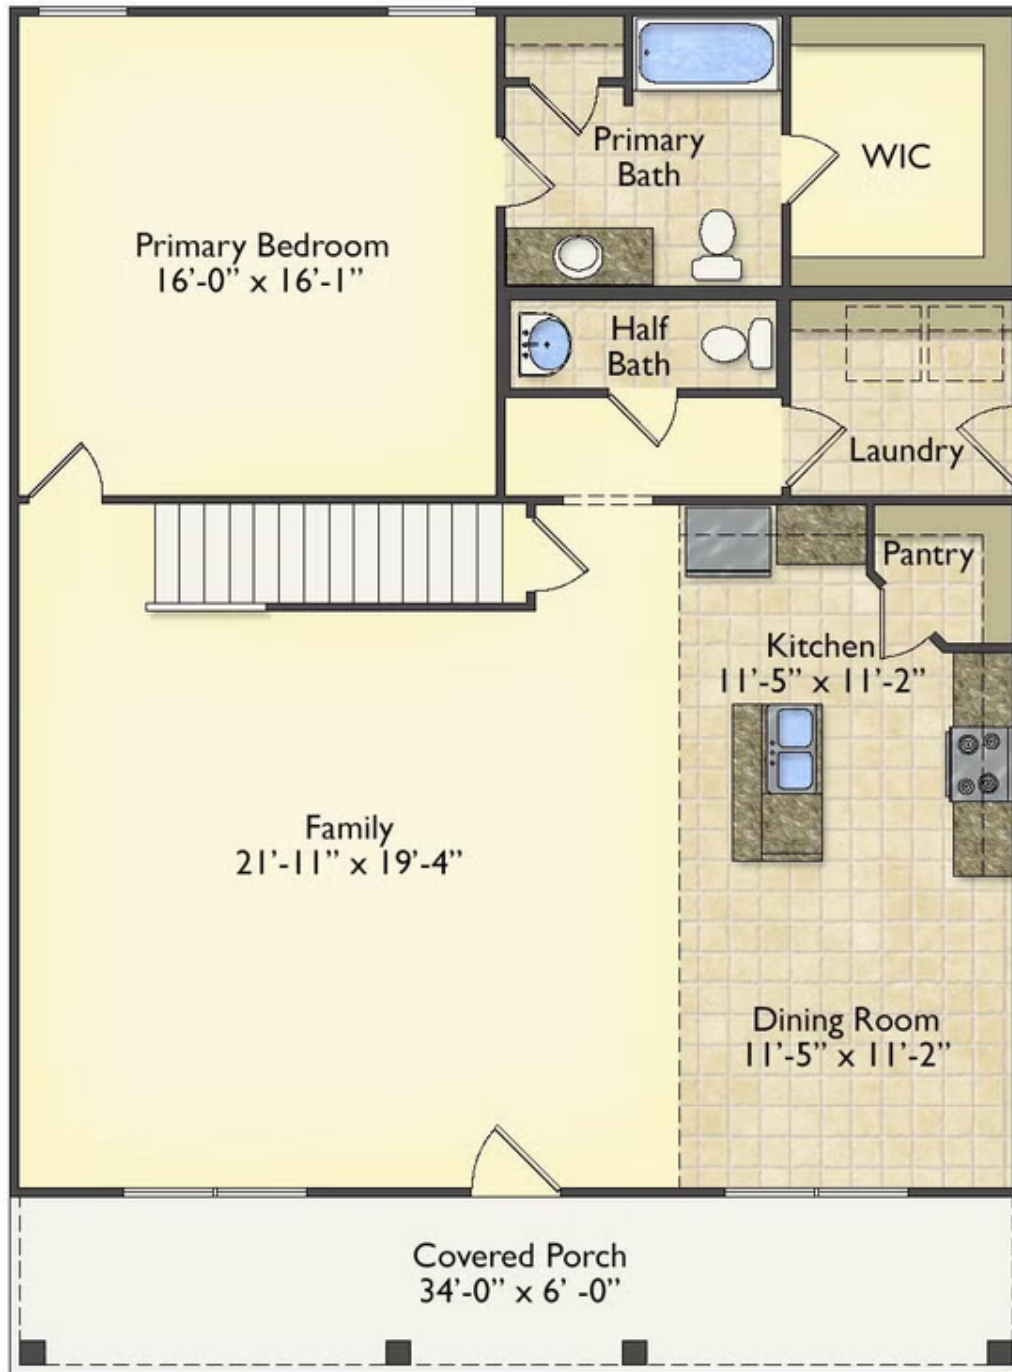 Primary
Bath
WIC
Primary Bedroom
16'-0" x 16'-1"
Half
Bath
Laundry
Pantry
Kitchen
11'-5" x 11'-2"
Family
21'-11" x 19'-4"
Dining Room
11'-5" x 11'-2"
Covered Porch
34'-0" x 6' -0"